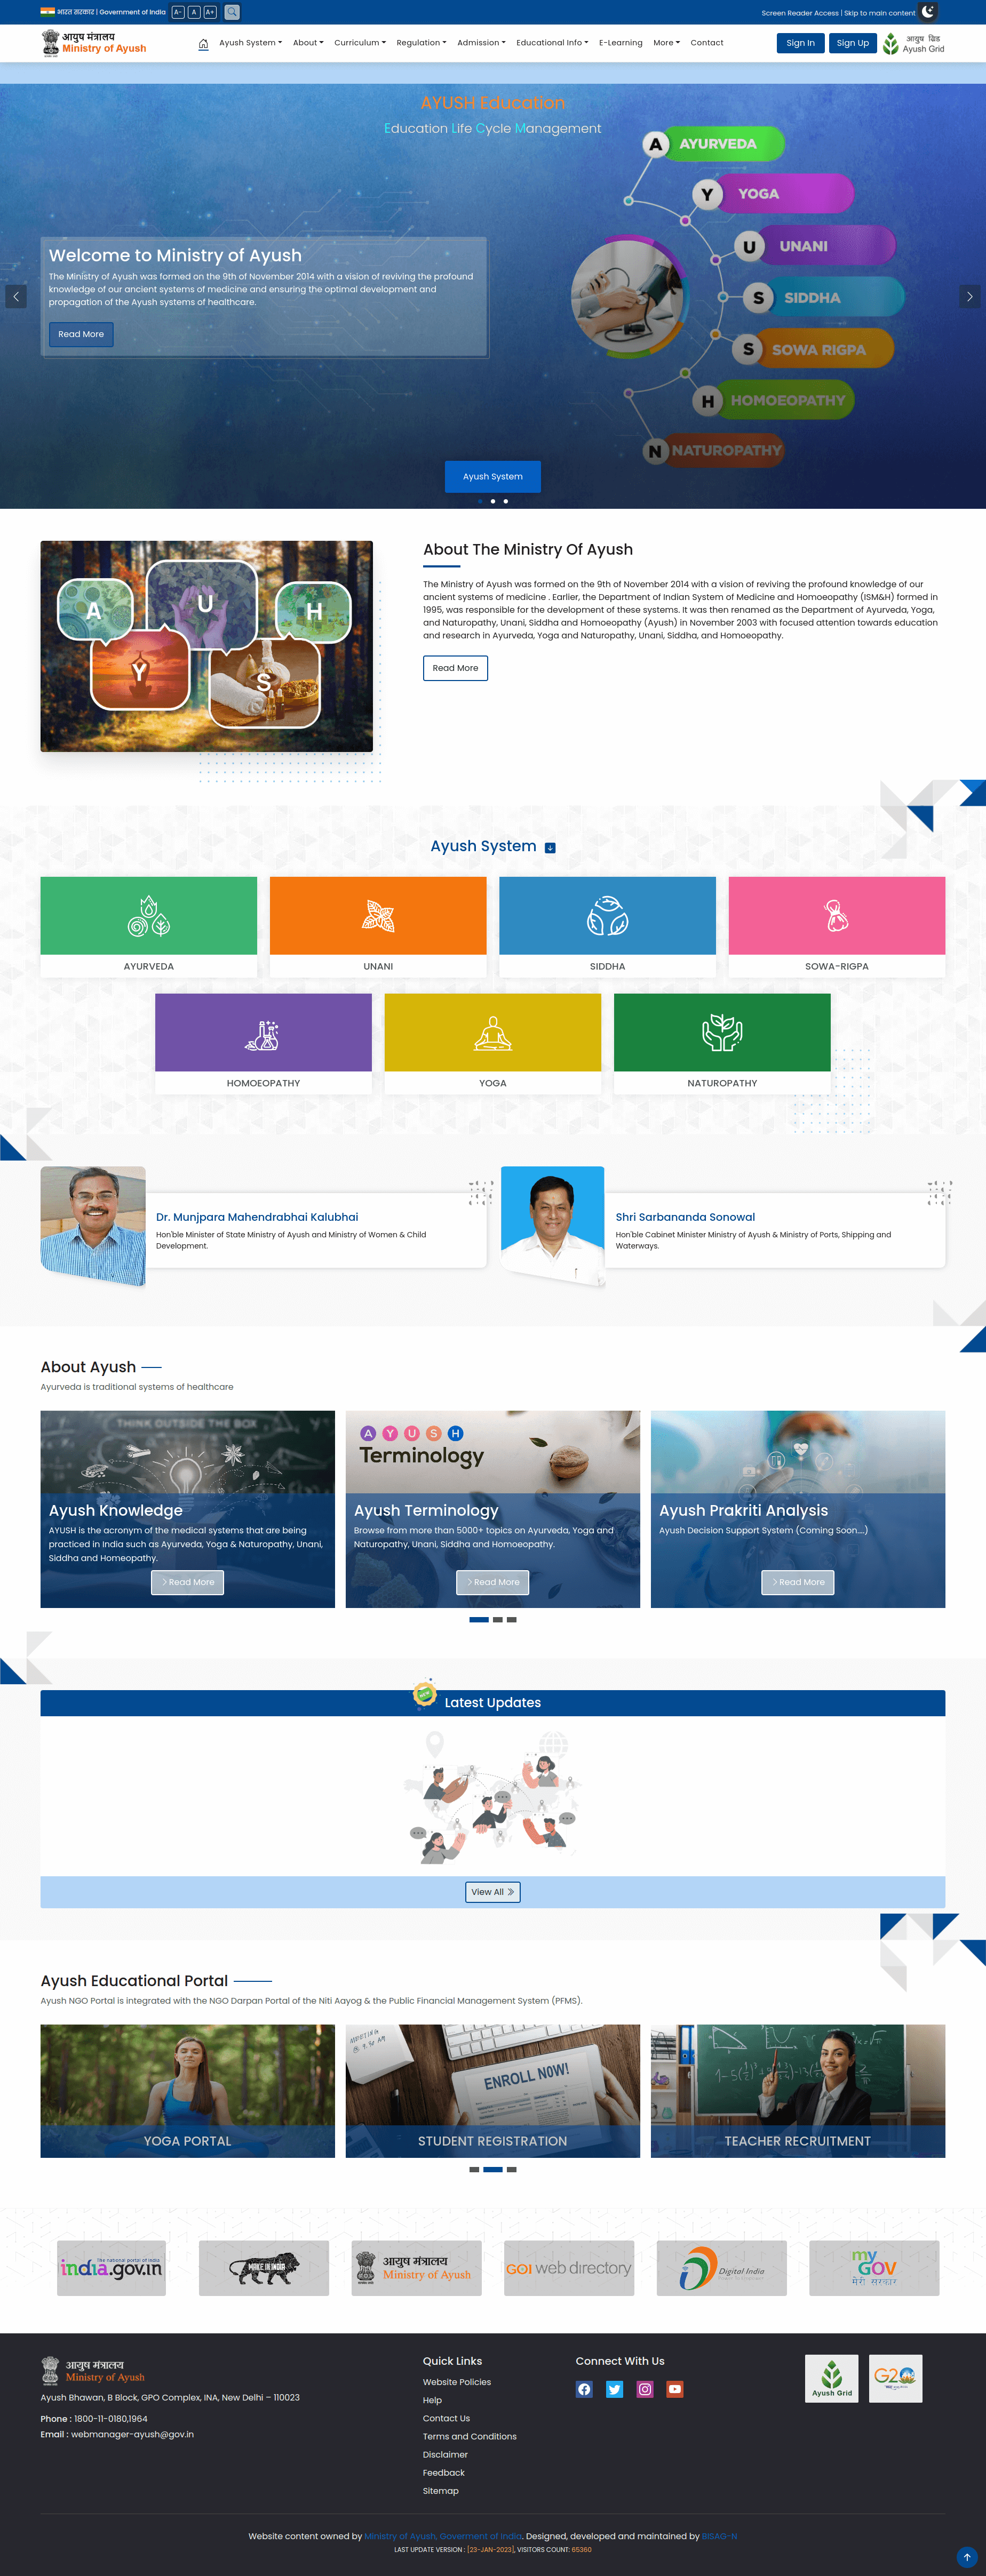 भारत सरकार | Government of India A- A A+
Screen Reader Access | Skip to main content
आयुष मंत्रालय
Ministry of Ayush
Ayush System About Curriculum Regulation Admission Educational Info E-Learning More Contact
Sign In Sign Up
आयुष ग्रिड
Ayush Grid
AYUSH Education
Education Life Cycle Management
A AYURVEDA
Y YOGA
U UNANI
S SIDDHA
S SOWA RIGPA
H HOMOEOPATHY
N NATUROPATHY
Welcome to Ministry of Ayush
The Ministry of Ayush was formed on the 9th of November 2014 with a vision of reviving the profound
knowledge of our ancient systems of medicine and ensuring the optimal development and
propagation of the Ayush systems of healthcare.
Read More
Ayush System
A
U
H
Y
S
About The Ministry Of Ayush
The Ministry of Ayush was formed on the 9th of November 2014 with a vision of reviving the profound knowledge of our
ancient systems of medicine . Earlier, the Department of Indian System of Medicine and Homoeopathy (ISM&H) formed in
1995, was responsible for the development of these systems. It was then renamed as the Department of Ayurveda, Yoga,
and Naturopathy, Unani, Siddha and Homoeopathy (Ayush) in November 2003 with focused attention towards education
and research in Ayurveda, Yoga and Naturopathy, Unani, Siddha, and Homoeopathy.
Read More
Ayush System
AYURVEDA
UNANI
SIDDHA
SOWA-RIGPA
HOMOEOPATHY
YOGA
NATUROPATHY
Dr. Munjpara Mahendrabhai Kalubhai
Hon'ble Minister of State Ministry of Ayush and Ministry of Women & Child
Development.
Shri Sarbananda Sonowal
Hon'ble Cabinet Minister Ministry of Ayush & Ministry of Ports, Shipping and
Waterways.
About Ayush
Ayurveda is traditional systems of healthcare
THINK OUTSIDE THE BOX
Ayush Knowledge
AYUSH is the acronym of the medical systems that are being
practiced in India such as Ayurveda, Yoga & Naturopathy, Unani,
Siddha and Homeopathy.
Read More
A Y U S H
Terminology
Ayush Terminology
Browse from more than 5000+ topics on Ayurveda, Yoga and
Naturopathy, Unani, Siddha and Homoeopathy.
Read More
Ayush Prakriti Analysis
Ayush Decision Support System (Coming Soon....)
Read More
Latest Updates
View All
Ayush Educational Portal
Ayush NGO Portal is integrated with the NGO Darpan Portal of the Niti Aayog & the Public Financial Management System (PFMS).
YOGA PORTAL
ENROLL NOW!
STUDENT REGISTRATION
TEACHER RECRUITMENT
The national portal of India
india.gov.in
MAKE IN INDIA
आयुष मंत्रालय
Ministry of Ayush
GOI web directory
Digital India
my
GOV
मेरी सरकार
आयुष मंत्रालय
Ministry of Ayush
Ayush Bhawan, B Block, GPO Complex, INA, New Delhi – 110023
Phone : 1800-11-0180,1964
Email : webmanager-ayush@gov.in
Quick Links
Website Policies
Help
Contact Us
Terms and Conditions
Disclaimer
Feedback
Sitemap
Connect With Us
Ayush Grid
G20
Website content owned by Ministry of Ayush, Goverment of India. Designed, developed and maintained by BISAG-N
LAST UPDATE VERSION : [23-JAN-2023], VISITORS COUNT: 65360